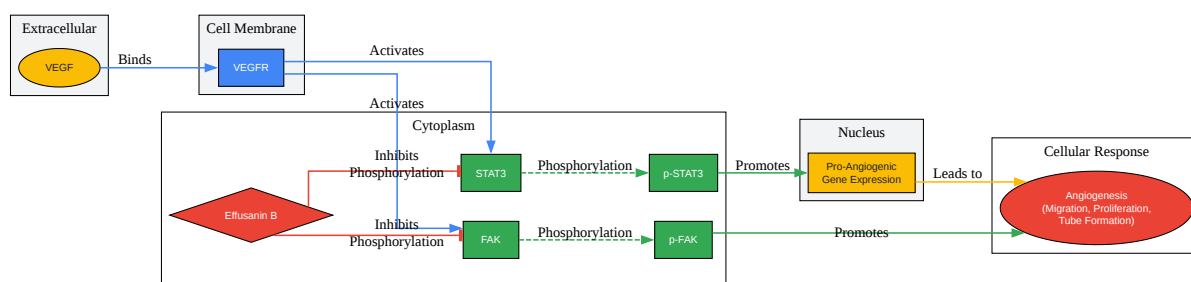 Extracellular
VEGF
Binds
Cell Membrane
VEGFR
Activates
Activates
Cytoplasm
Inhibits
Phosphorylation
STAT3
Phosphorylation
p-STAT3
Promotes
Effusanin B
Inhibits
Phosphorylation
FAK
Phosphorylation
p-FAK
Promotes
Nucleus
Pro-Angiogenic
Gene Expression
Leads to
Cellular Response
Angiogenesis
(Migration, Proliferation,
Tube Formation)